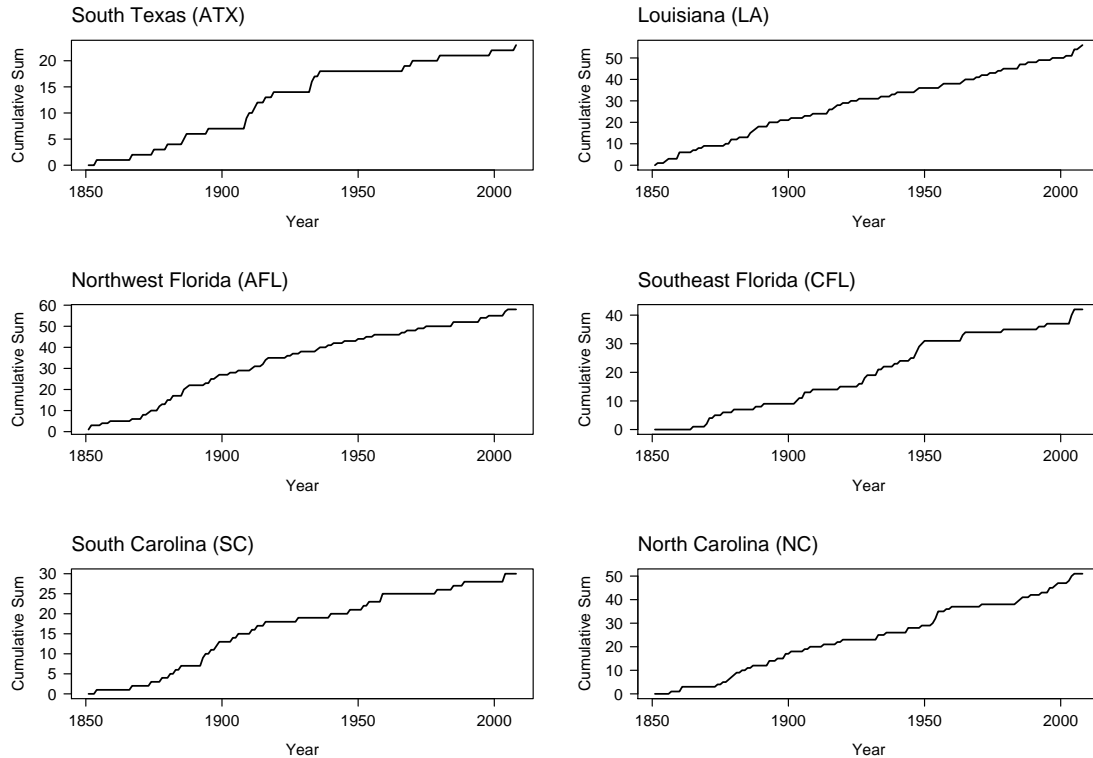 South Texas (ATX)
Cumulative Sum
20
15
10
5
0
1850 1900 1950 2000
Year
Louisiana (LA)
Cumulative Sum
50
40
30
20
10
0
1850 1900 1950 2000
Year
Northwest Florida (AFL)
Cumulative Sum
60
50
40
30
20
10
0
1850 1900 1950 2000
Year
Southeast Florida (CFL)
Cumulative Sum
40
30
20
10
0
1850 1900 1950 2000
Year
South Carolina (SC)
Cumulative Sum
30
25
20
15
10
5
0
1850 1900 1950 2000
Year
North Carolina (NC)
Cumulative Sum
50
40
30
20
10
0
1850 1900 1950 2000
Year